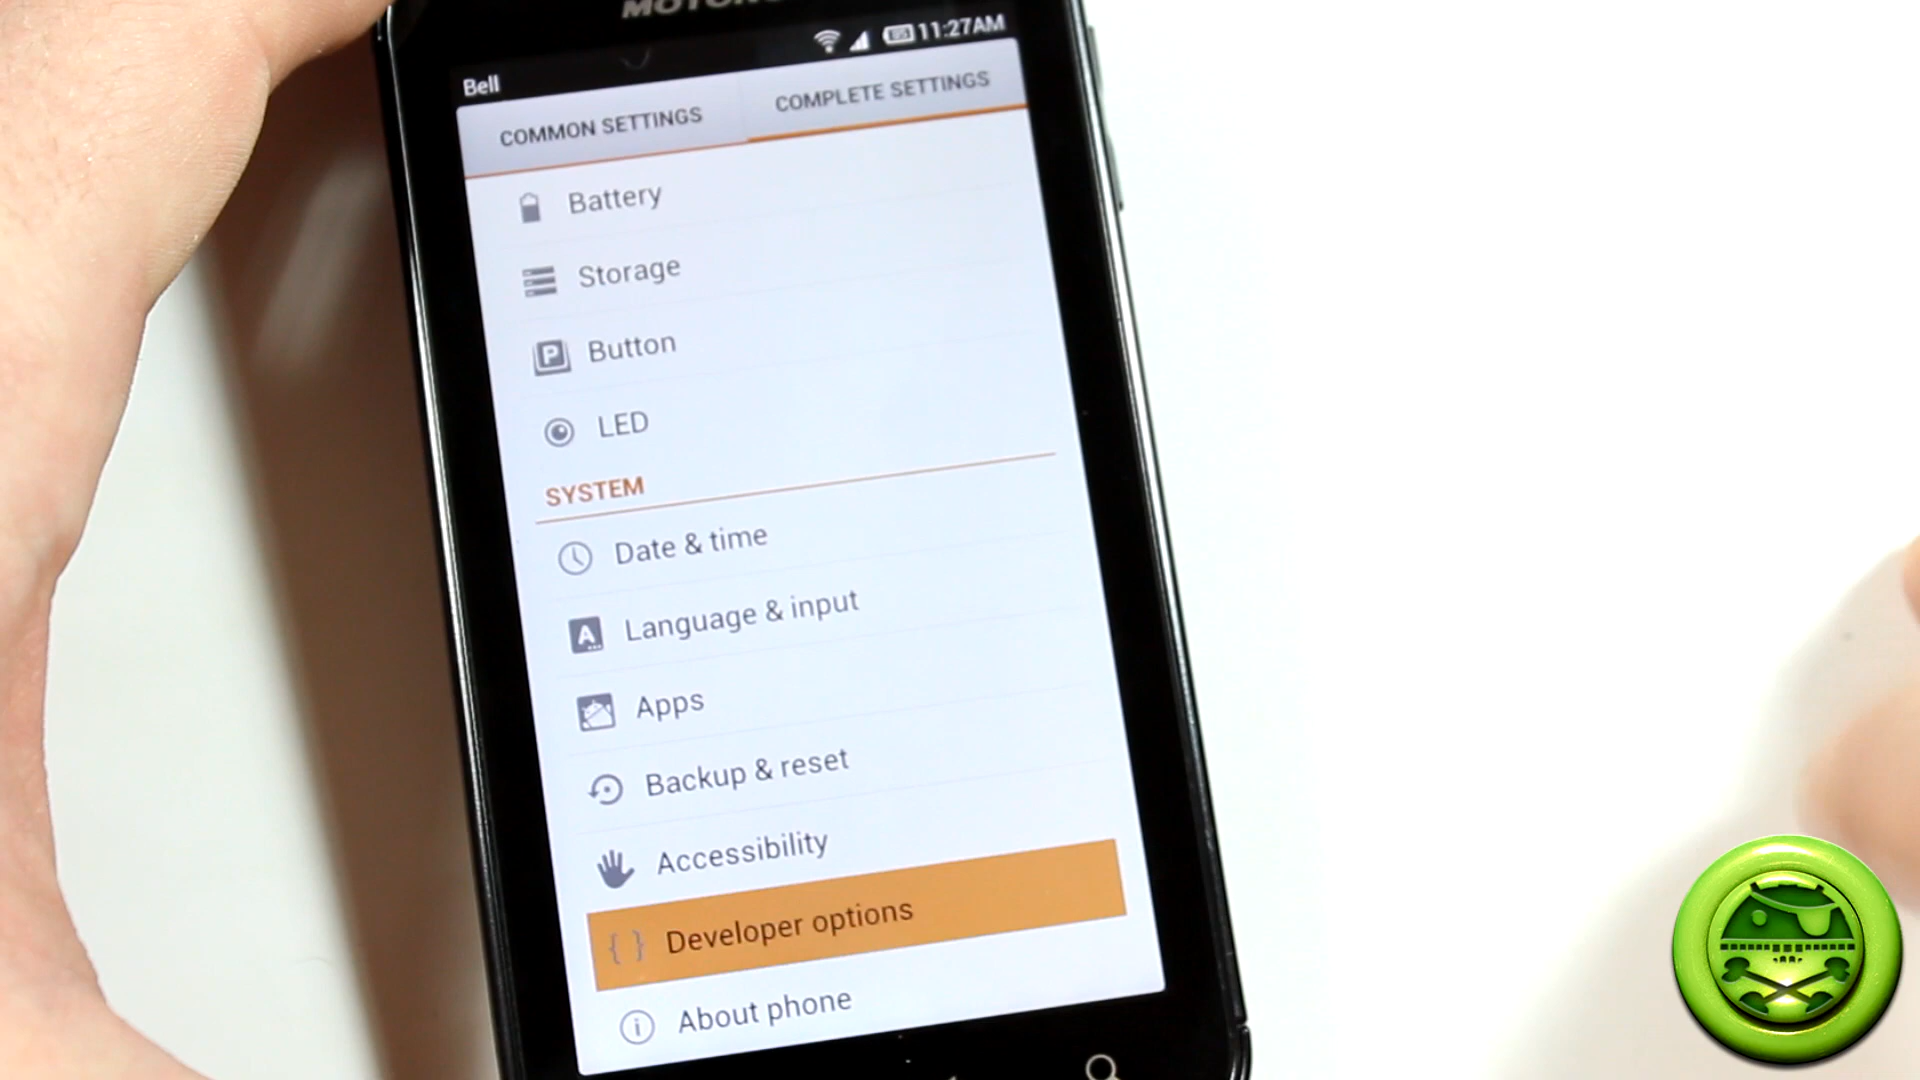 Bell
11:27AM
COMMON SETTINGS
COMPLETE SETTINGS
Battery
Storage
P
Button
LED
SYSTEM
Date & time
A
Language & input
Apps
Backup & reset
Accessibility
{ } Developer options
i
About phone